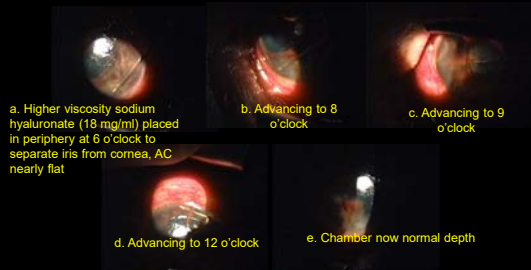 a. Higher viscosity sodium
hyaluronate (18 mg/ml) placed
in periphery at 6 o'clock to
separate iris from cornea, AC
nearly flat
b. Advancing to 8
o'clock
c. Advancing to 9
o'clock
d. Advancing to 12 o'clock
e. Chamber now normal depth